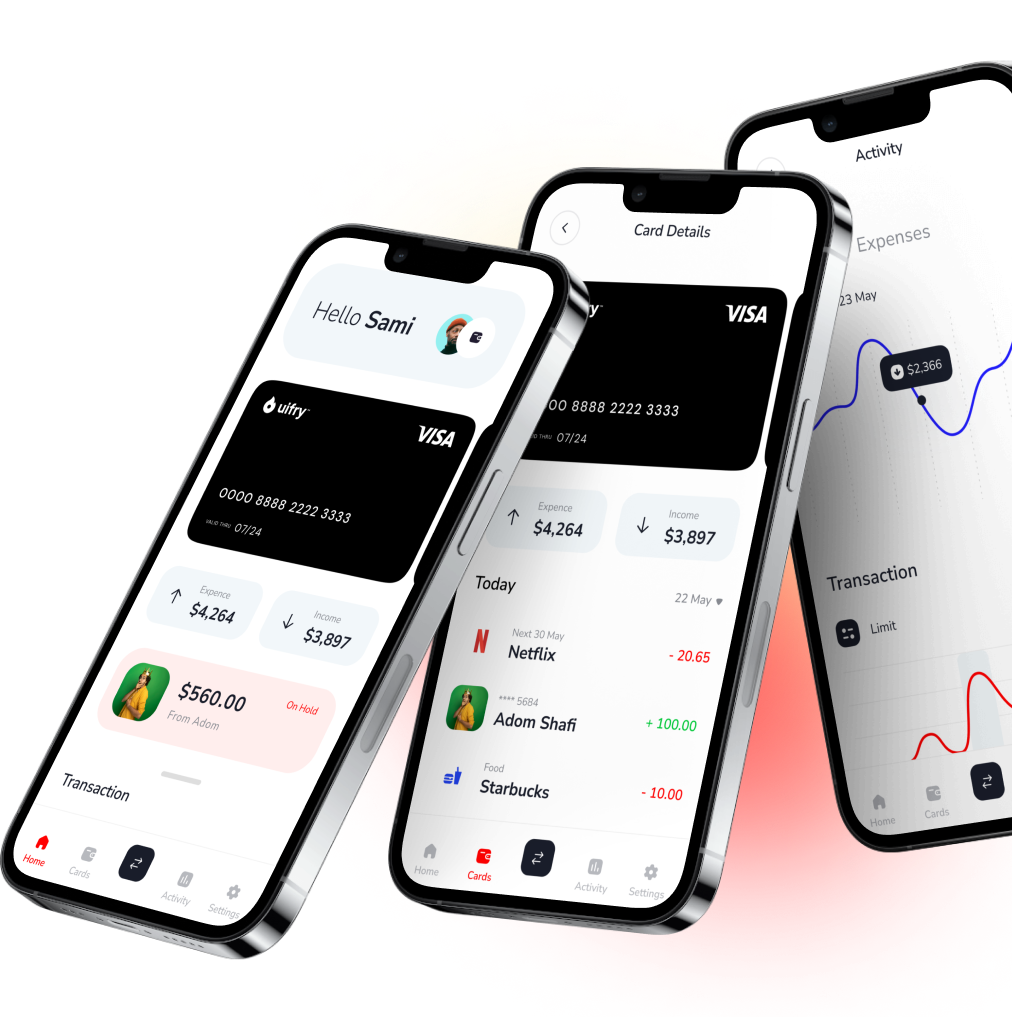 Hello Sami
uifry™
VISA
0000 8888 2222 3333
VALID THRU 07/24
Expence
$4,264
Income
$3,897
$560.00
From Adom
On Hold
Transaction
Home
Cards
Activity
Settings
Card Details
ry™
VISA
00 8888 2222 3333
THRU 07/24
Expence
$4,264
Income
$3,897
Today
22 May
Next 30 May
Netflix
- 20.65
**** 5684
Adom Shafi
+ 100.00
Food
Starbucks
- 10.00
Home
Cards
Activity
Settings
Activity
Expenses
23 May
$2,366
Transaction
Limit
Home
Cards